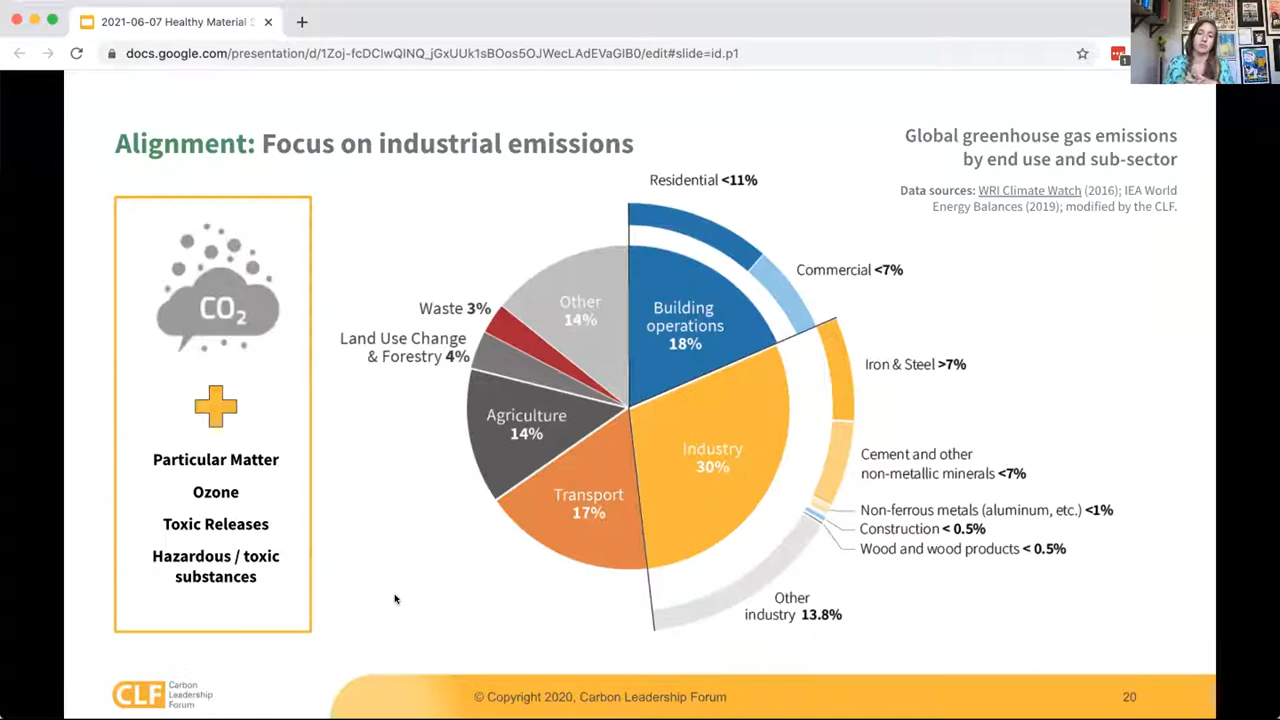 2021-06-07 Healthy Material S
docs.google.com/presentation/d/1Zoj-fcDClwQINQ_jGxUUk1sBOos5OJWecLAdEVaGlB0/edit#slide=id.p1
1
Alignment: Focus on industrial emissions
Global greenhouse gas emissions
by end use and sub-sector
Data sources: WRI Climate Watch (2016); IEA World
Energy Balances (2019); modified by the CLF.
CO2
Particular Matter
Ozone
Toxic Releases
Hazardous / toxic
substances
Residential <11%
Commercial <7%
Building
operations
18%
Other
14%
Waste 3%
Land Use Change
& Forestry 4%
Agriculture
14%
Transport
17%
Industry
30%
Iron & Steel >7%
Cement and other
non-metallic minerals <7%
Non-ferrous metals (aluminum, etc.) <1%
Construction < 0.5%
Wood and wood products < 0.5%
Other
industry 13.8%
CLF
Carbon
Leadership
Forum
© Copyright 2020, Carbon Leadership Forum
20